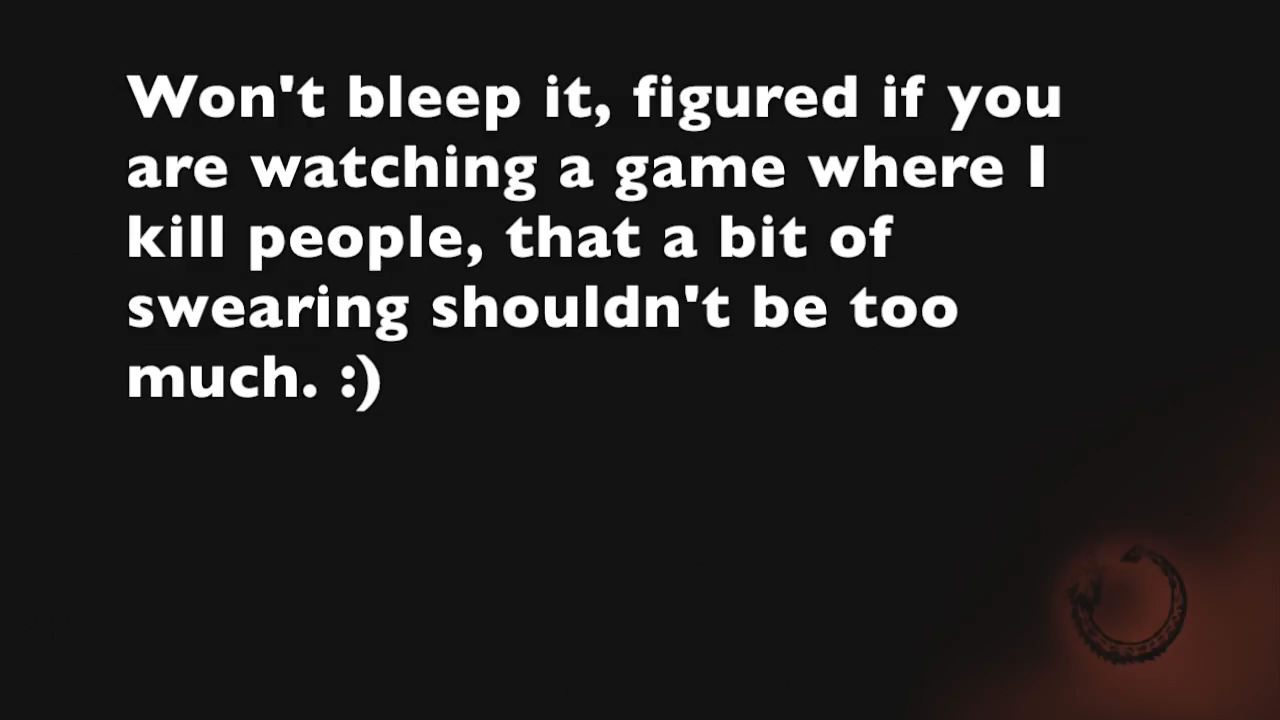 Won't bleep it, figured if you
are watching a game where I
kill people, that a bit of
swearing shouldn't be too
much. :)